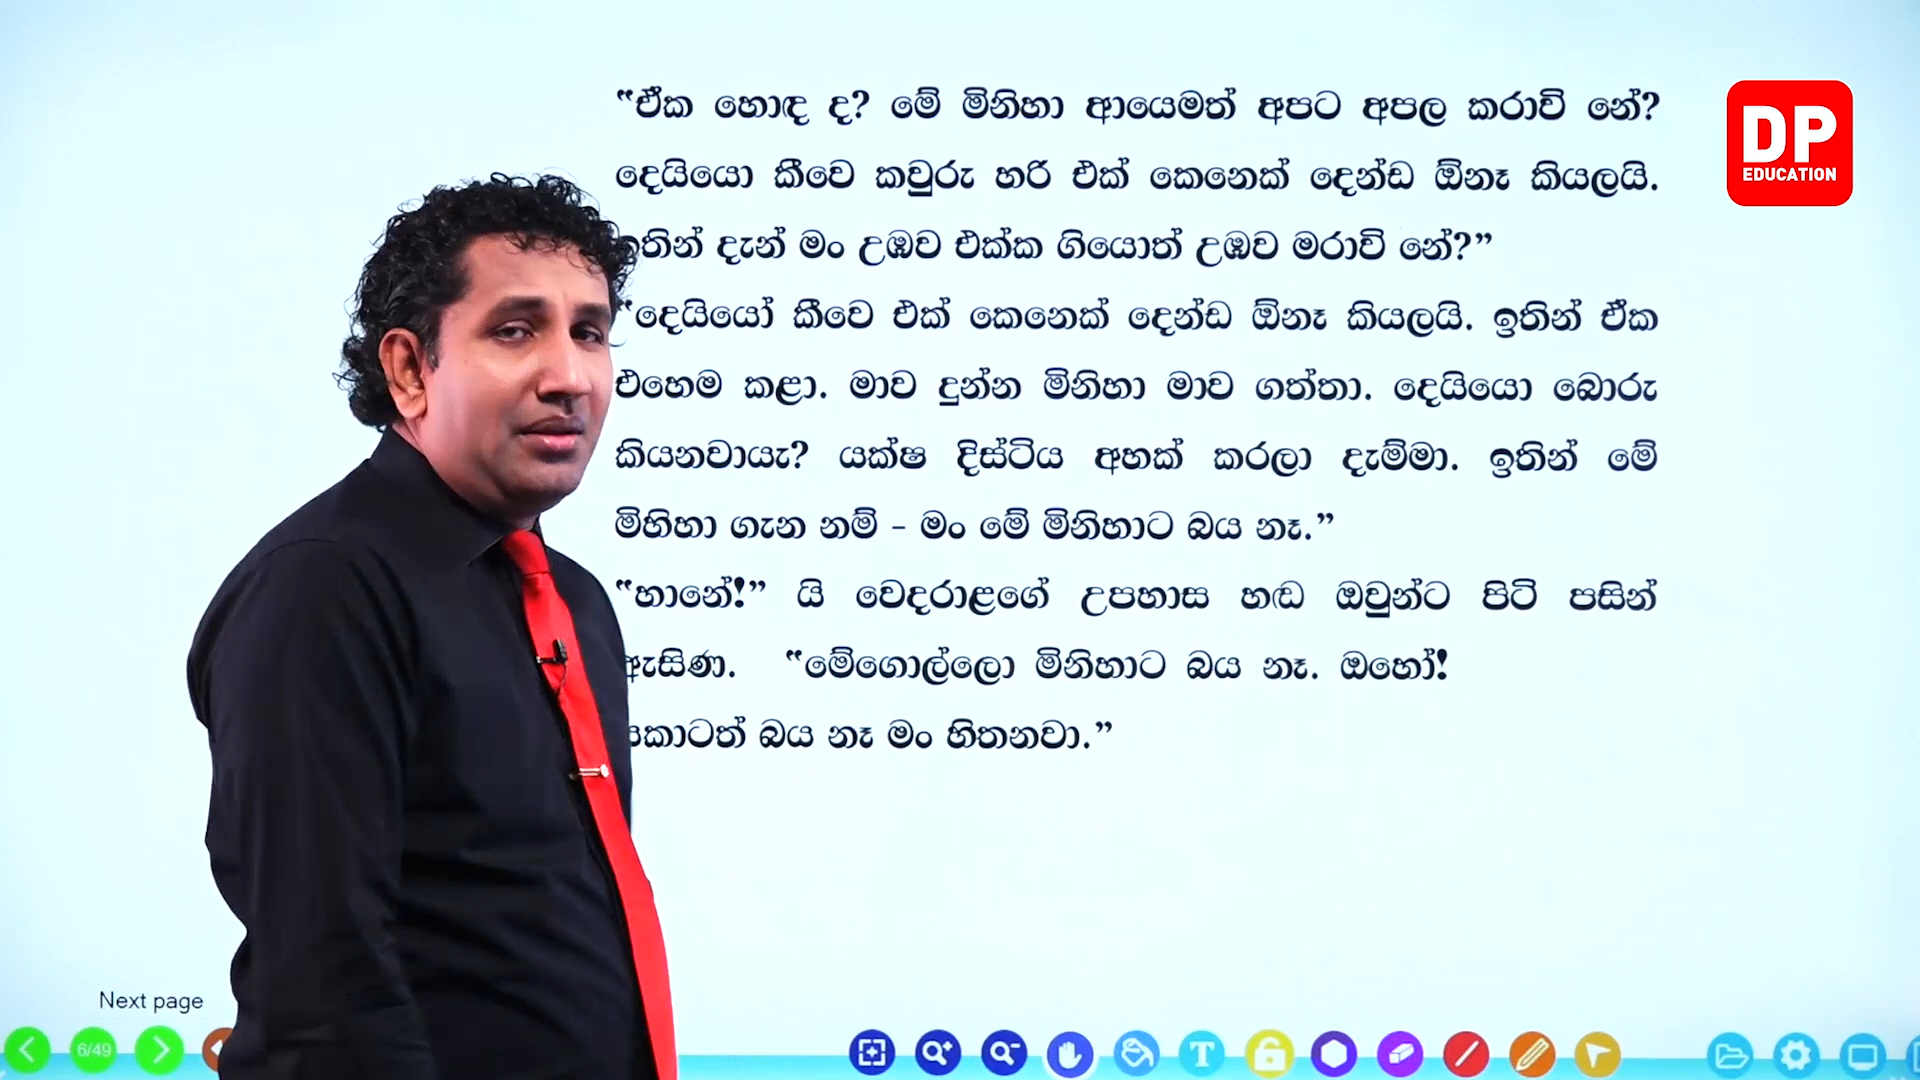 "ඒක හොඳ ද? මේ මිනිහා ආයෙමත් අපට අපල කරාවි නේ?
දෙයියො කීවෙ කවුරු හරි එක් කෙනෙක් දෙන්ඩ ඕනෑ කියලයි.
ඉතින් දැන් මං උඹව එක්ක ගියොත් උඹව මරාවි නේ?”
"දෙයියෝ කීවෙ එක් කෙනෙක් දෙන්ඩ ඕනෑ කියලයි. ඉතින් ඒක
එහෙම කළා. මාව දුන්න මිනිහා මාව ගත්තා. දෙයියො බොරු
කියනවායැ? යක්ෂ දිස්ටිය අහක් කරලා දැම්මා. ඉතින් මේ
මිහිහා ගැන නම් - මං මේ මිනිහාට බය නෑ.”
"හානේ!” යි වෙදරාළගේ උපහාස හඬ ඔවුන්ට පිටි පසින්
ඇසිණ. "මේගොල්ලො මිනිහාට බය නෑ. ඔහෝ!
බය නෑ මං හිතනවා.”
DP
EDUCATION
Next page
6/49